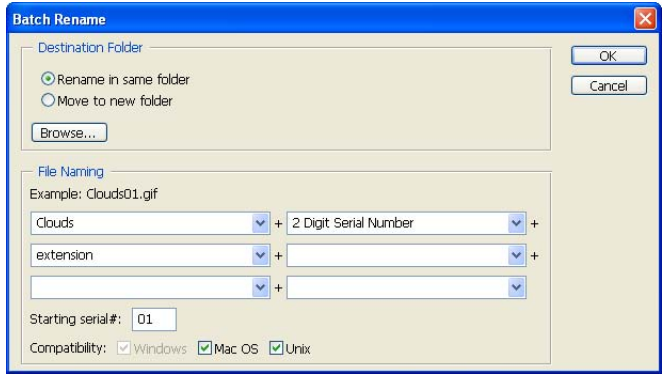 Batch Rename
Destination Folder
OK
Rename in same folder
Cancel
Move to new folder
Browse...
File Naming
Example: Clouds01.gif
Clouds + 2 Digit Serial Number +
extension + +
+
Starting serial#: 01
Compatibility: Windows Mac OS Unix